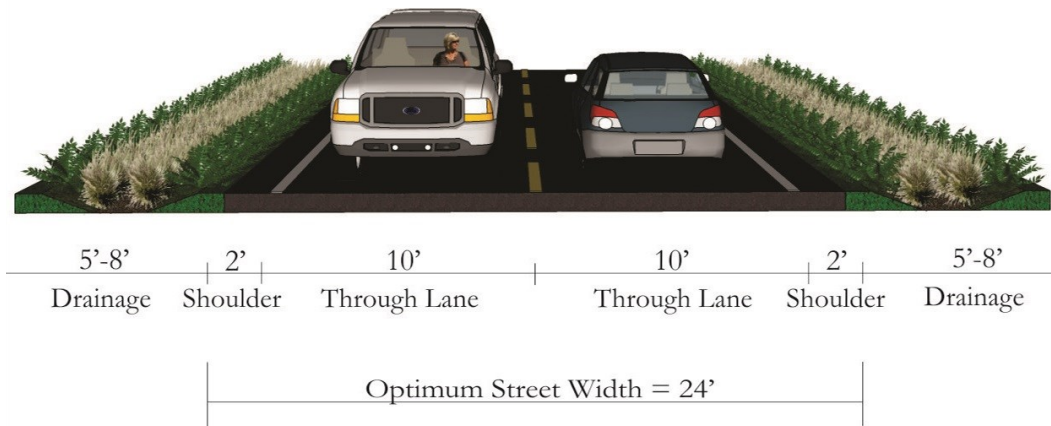 5'-8' 2' 10' 10' 2' 5'-8'
Drainage Shoulder Through Lane Through Lane Shoulder Drainage
Optimum Street Width = 24'